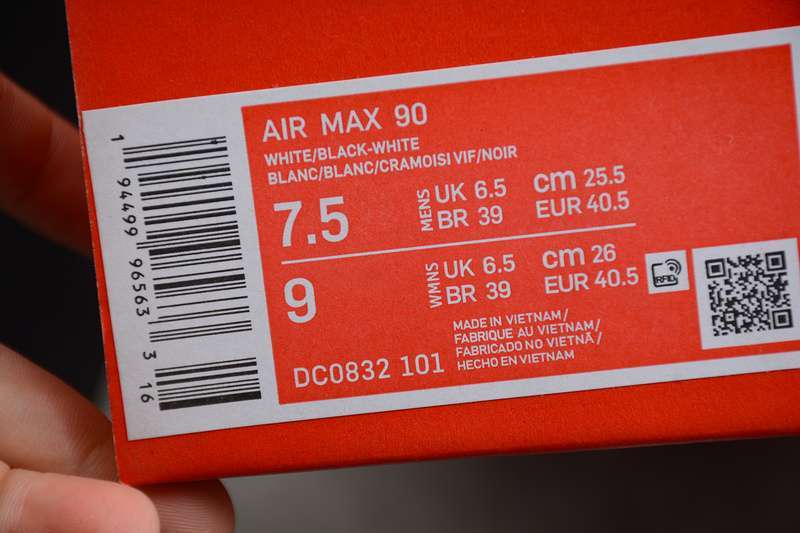 AIR MAX 90
WHITE/BLACK-WHITE
BLANC/BLANC/CRAMOISI VIF/NOIR
7.5
MENS
UK 6.5
BR 39
cm 25.5
EUR 40.5
9
WMNS
UK 6.5
BR 39
cm 26
EUR 40.5
RFID
MADE IN VIETNAM/
FABRIQUE AU VIETNAM/
FABRICADO NO VIETNÃ/
HECHO EN VIETNAM
DC0832 101
1 94499 96563 3 16